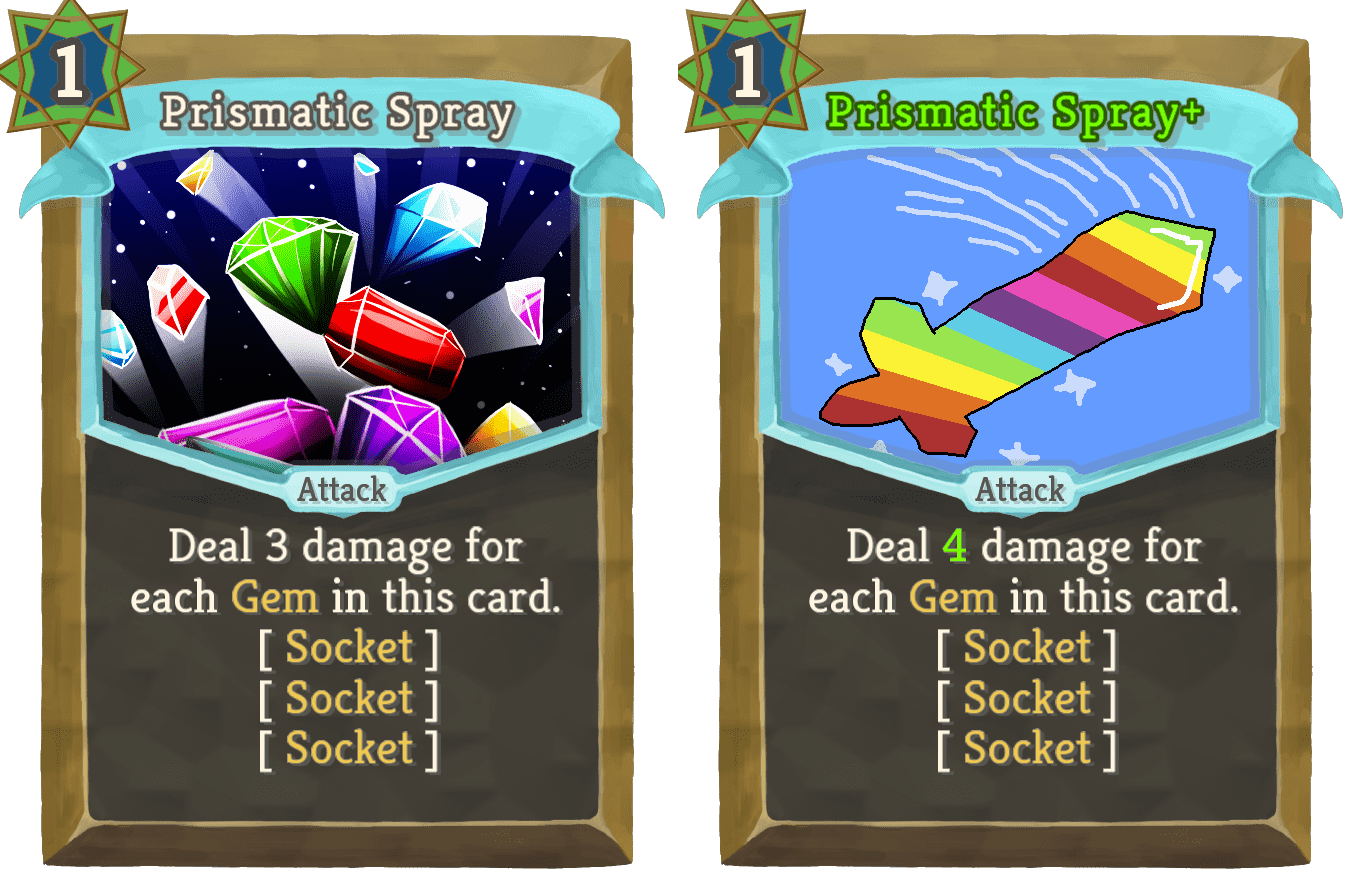 1
Prismatic Spray
Attack
Deal 3 damage for
each Gem in this card.
[ Socket ]
[ Socket ]
[ Socket ]
1
Prismatic Spray+
Attack
Deal 4 damage for
each Gem in this card.
[ Socket ]
[ Socket ]
[ Socket ]